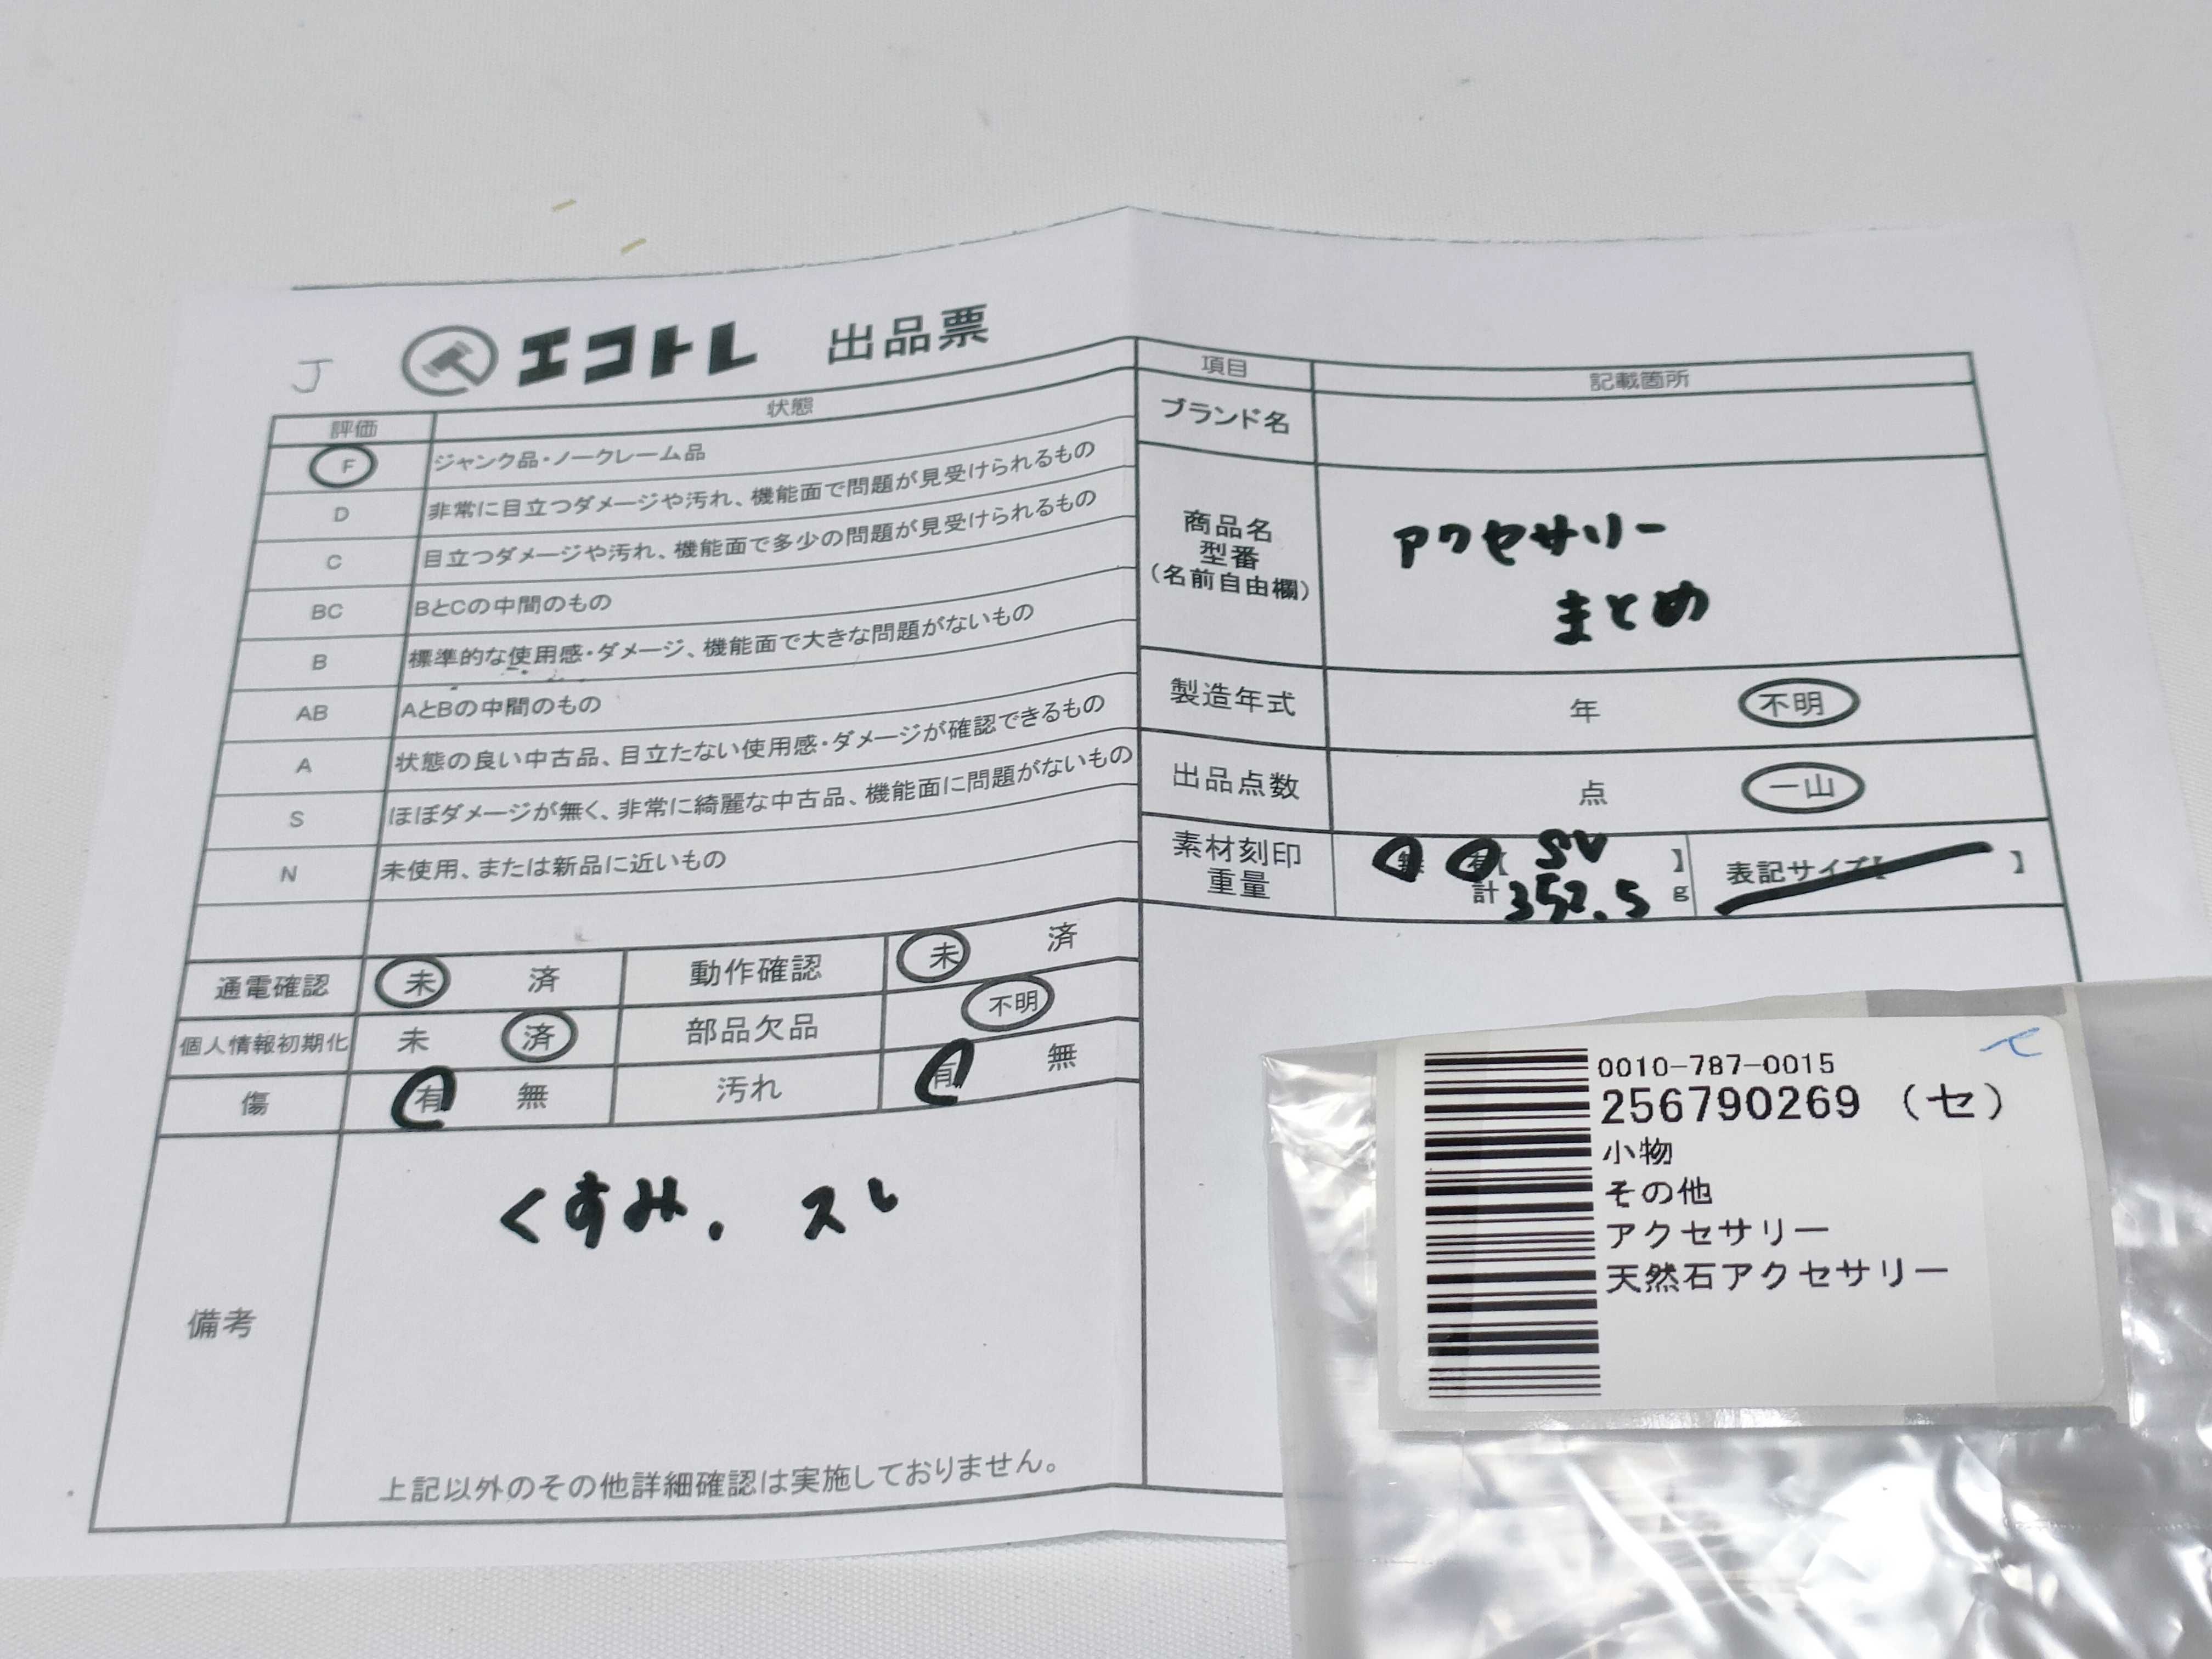 J
エコトレ 出品票
評価 状態
F ジャンク品・ノークレーム品
D 非常に目立つダメージや汚れ、機能面で問題が見受けられるもの
C 目立つダメージや汚れ、機能面で多少の問題が見受けられるもの
BC BとCの中間のもの
B 標準的な使用感・ダメージ、機能面で大きな問題がないもの
AB AとBの中間のもの
A 状態の良い中古品、目立たない使用感・ダメージが確認できるもの
S ほぼダメージが無く、非常に綺麗な中古品、機能面に問題がないもの
N 未使用、または新品に近いもの
通電確認 未 済 動作確認 未 済
個人情報初期化 未 済 部品欠品 不明
傷 有 無 汚れ 有 無
備考
くすみ. スレ
上記以外のその他詳細確認は実施しておりません。
項目 記載箇所
ブランド名
商品名
型番
(名前自由欄)
アクセサリー
まとめ
製造年式 年 不明
出品点数 点 一山
素材刻印
重量
無 有【 SV 】
計 352.5 g
表記サイズ【 】
0010-787-0015
256790269 (セ)
小物
その他
アクセサリー
天然石アクセサリー